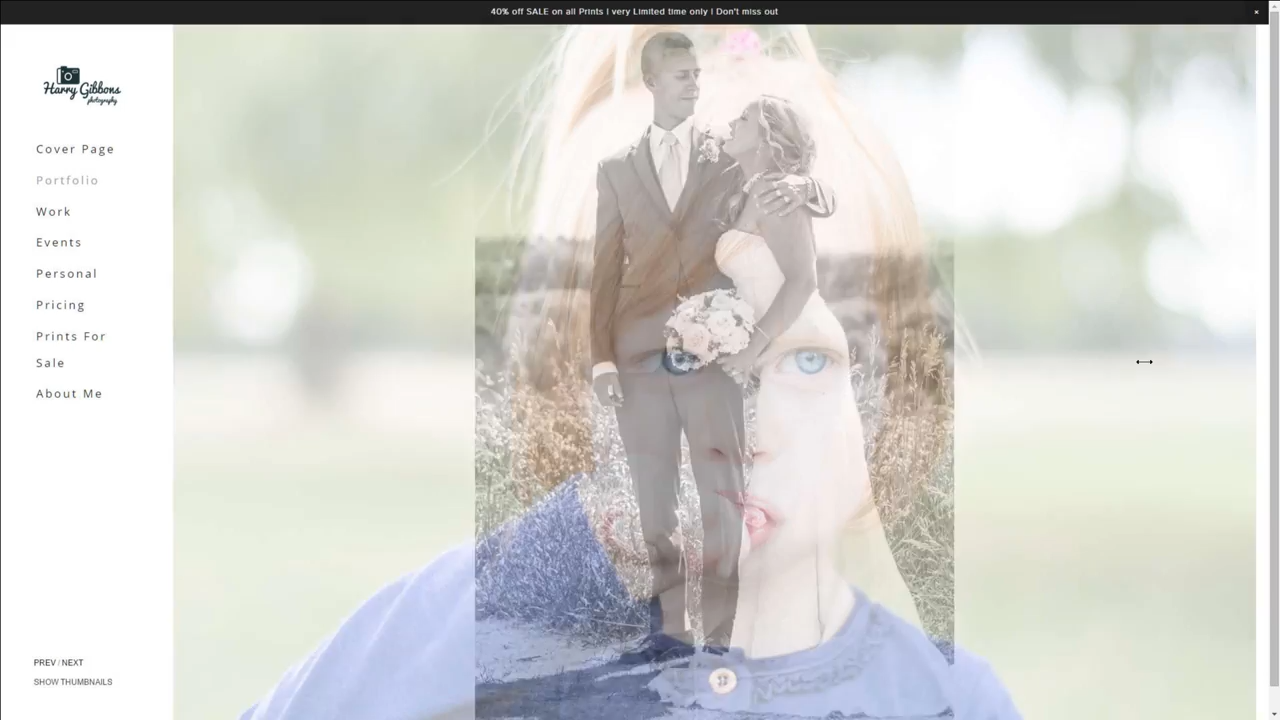 40% off SALE on all Prints | very Limited time only | Don't miss out
×
Harry Gibbons
photography
Cover Page
Portfolio
Work
Events
Personal
Pricing
Prints For
Sale
About Me
PREV / NEXT
SHOW THUMBNAILS